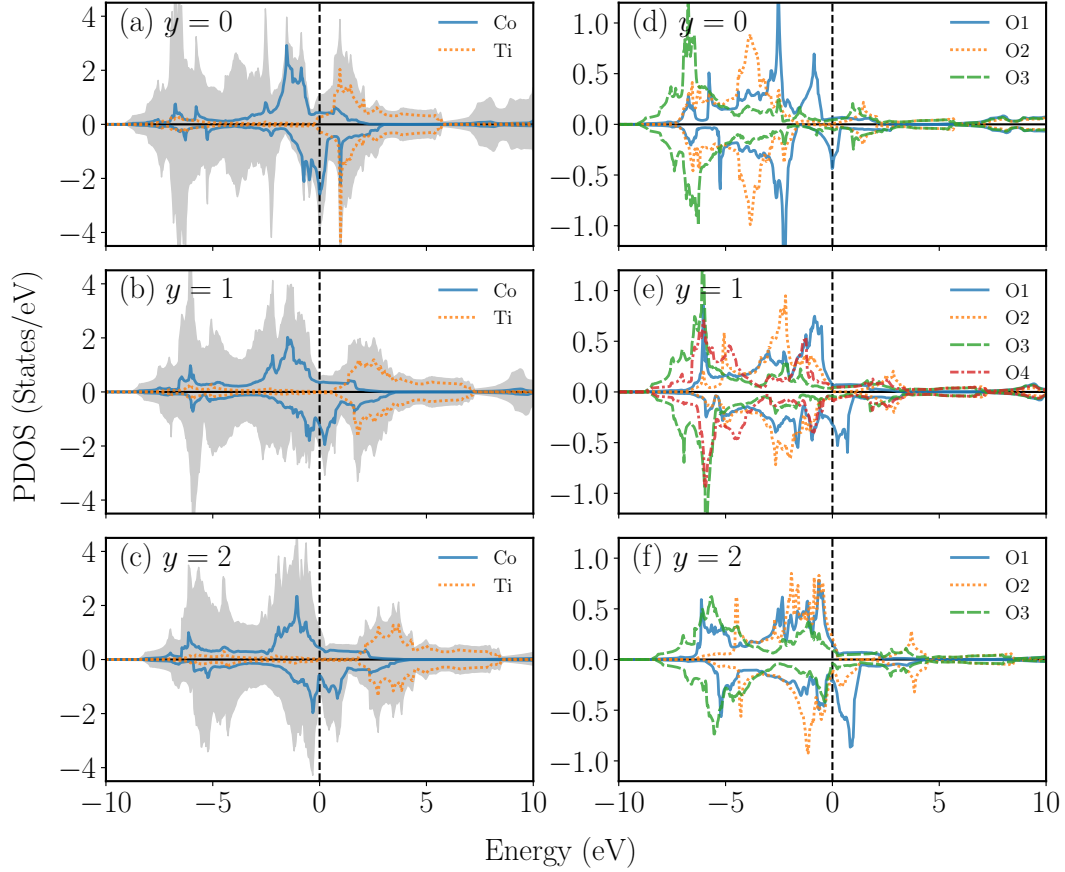 (a) y = 0
Co
Ti
4
2
0
−2
−4
(d) y = 0
O1
O2
O3
1.0
0.5
0.0
−0.5
−1.0
(b) y = 1
Co
Ti
4
2
0
−2
−4
(e) y = 1
O1
O2
O3
O4
1.0
0.5
0.0
−0.5
−1.0
(c) y = 2
Co
Ti
4
2
0
−2
−4
(f) y = 2
O1
O2
O3
1.0
0.5
0.0
−0.5
−1.0
PDOS (States/eV)
−10 −5 0 5 10
−10 −5 0 5 10
Energy (eV)